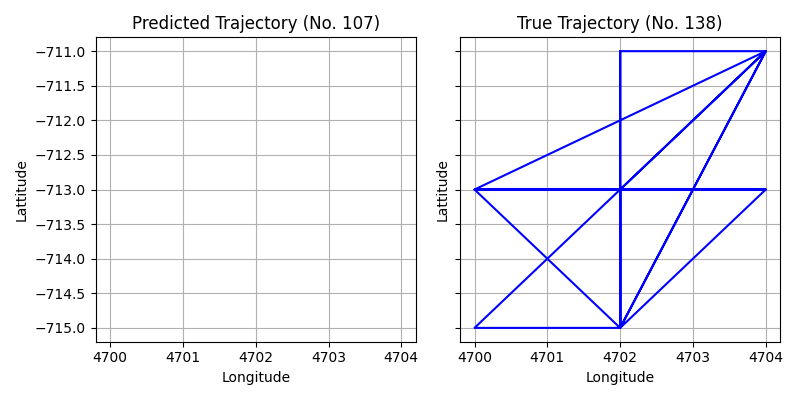 Predicted Trajectory (No. 107)
True Trajectory (No. 138)
−711.0
−711.5
−712.0
−712.5
−713.0
−713.5
−714.0
−714.5
−715.0
Lattitude
Lattitude
4700 4701 4702 4703 4704
4700 4701 4702 4703 4704
Longitude
Longitude